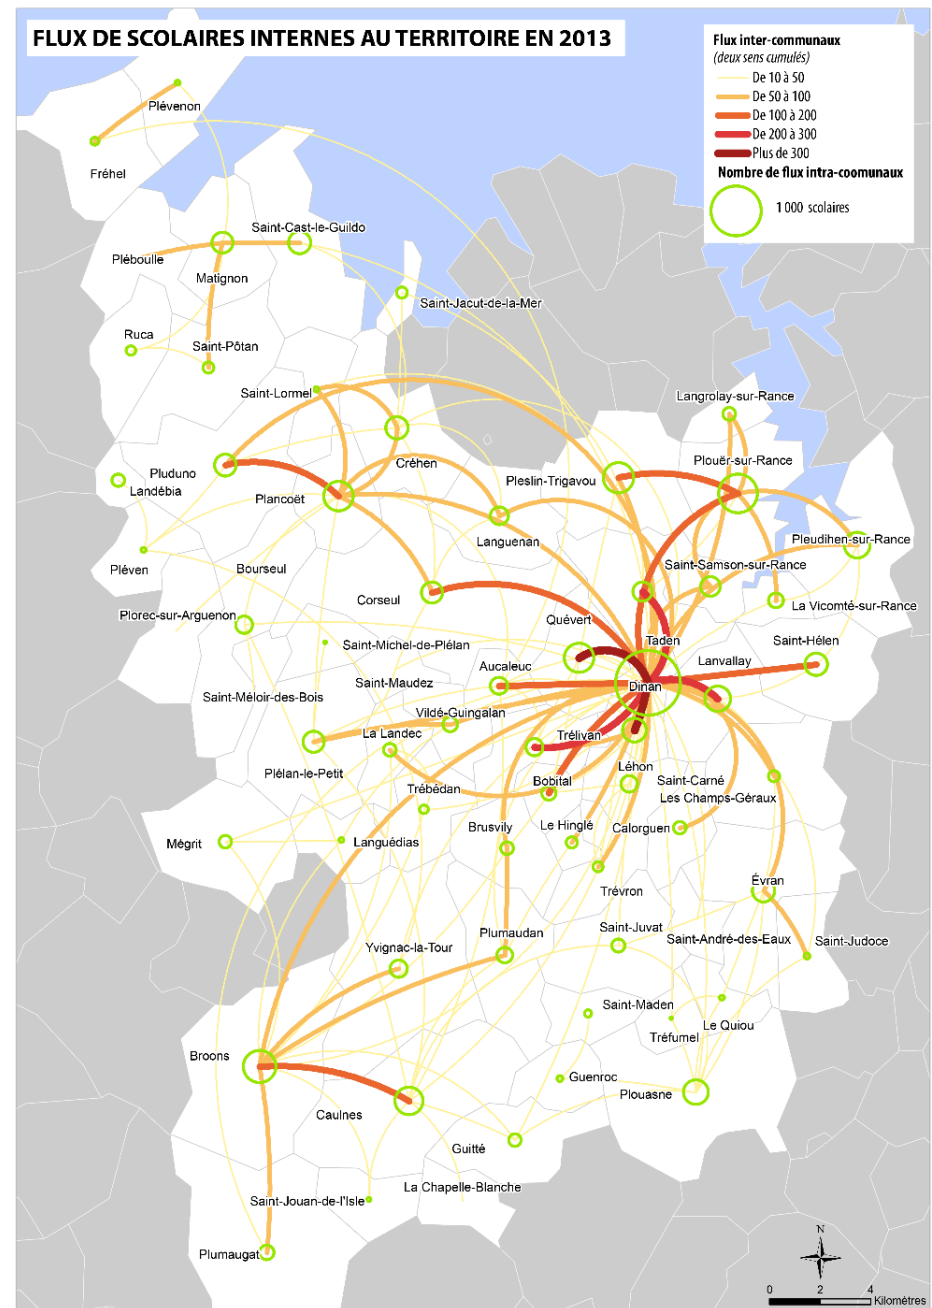 FLUX DE SCOLAIRES INTERNES AU TERRITOIRE EN 2013
Flux inter-communaux
(deux sens cumulés)
De 10 à 50
De 50 à 100
De 100 à 200
De 200 à 300
Plus de 300
Nombre de flux intra-coomunaux
1 000 scolaires
Plévenon
Fréhel
Saint-Cast-le-Guildo
Pléboulle
Matignon
Saint-Jacut-de-la-Mer
Ruca
Saint-Pôtan
Saint-Lormel
Langrolay-sur-Rance
Créhen
Plouër-sur-Rance
Pluduno
Pleslin-Trigavou
Landébia
Plancoët
Languenan
Pleudihen-sur-Rance
Pléven
Bourseul
Saint-Samson-sur-Rance
Corseul
La Vicomté-sur-Rance
Plorec-sur-Arguenon
Quévert
Saint-Michel-de-Plélan
Taden
Saint-Hélen
Aucaleuc
Lanvallay
Saint-Maudez
Dinan
Saint-Méloir-des-Bois
Vildé-Guingalan
La Landec
Trélivan
Plélan-le-Petit
Léhon
Trébédan
Bobital
Saint-Carné
Les Champs-Géraux
Brusvily
Le Hinglé
Calorguen
Mégrit
Languédias
Évran
Trévron
Plumaudan
Saint-Juvat
Saint-André-des-Eaux
Saint-Judoce
Yvignac-la-Tour
Saint-Maden
Le Quiou
Tréfumel
Broons
Guenroc
Plouasne
Caulnes
Guitté
La Chapelle-Blanche
Saint-Jouan-de-l'Isle
Plumaugat
N
0 2 4
Kilomètres